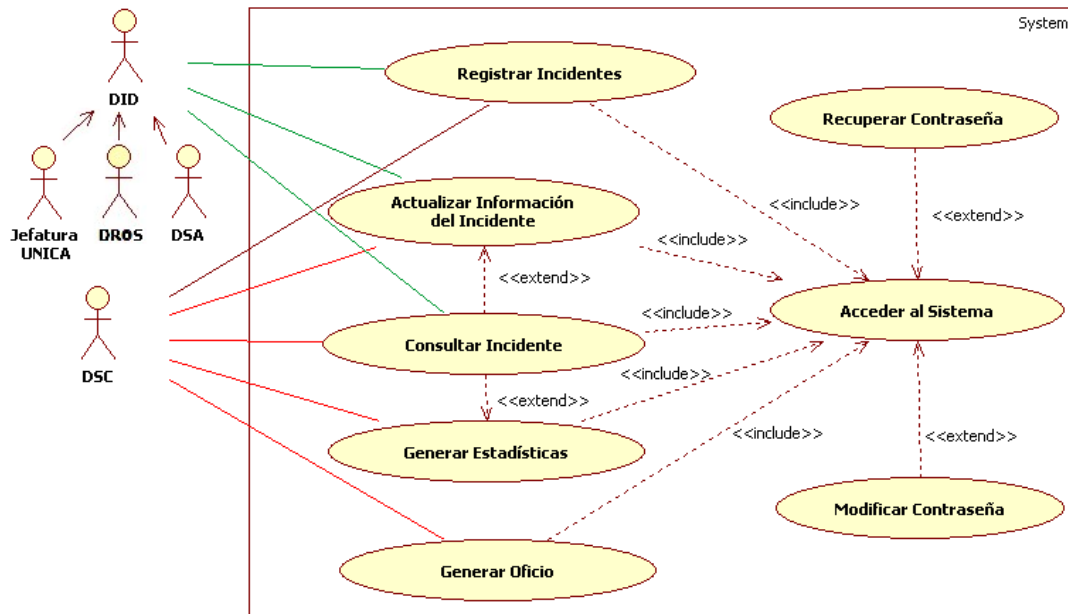 System
DID
Registrar Incidentes
Recuperar Contraseña
Jefatura
UNICA
DROS
DSA
Actualizar Información
del Incidente
<<include>>
<<include>>
<<extend>>
<<extend>>
DSC
Consultar Incidente
<<include>>
Acceder al Sistema
<<include>>
<<extend>>
Generar Estadísticas
<<include>>
<<extend>>
Modificar Contraseña
Generar Oficio